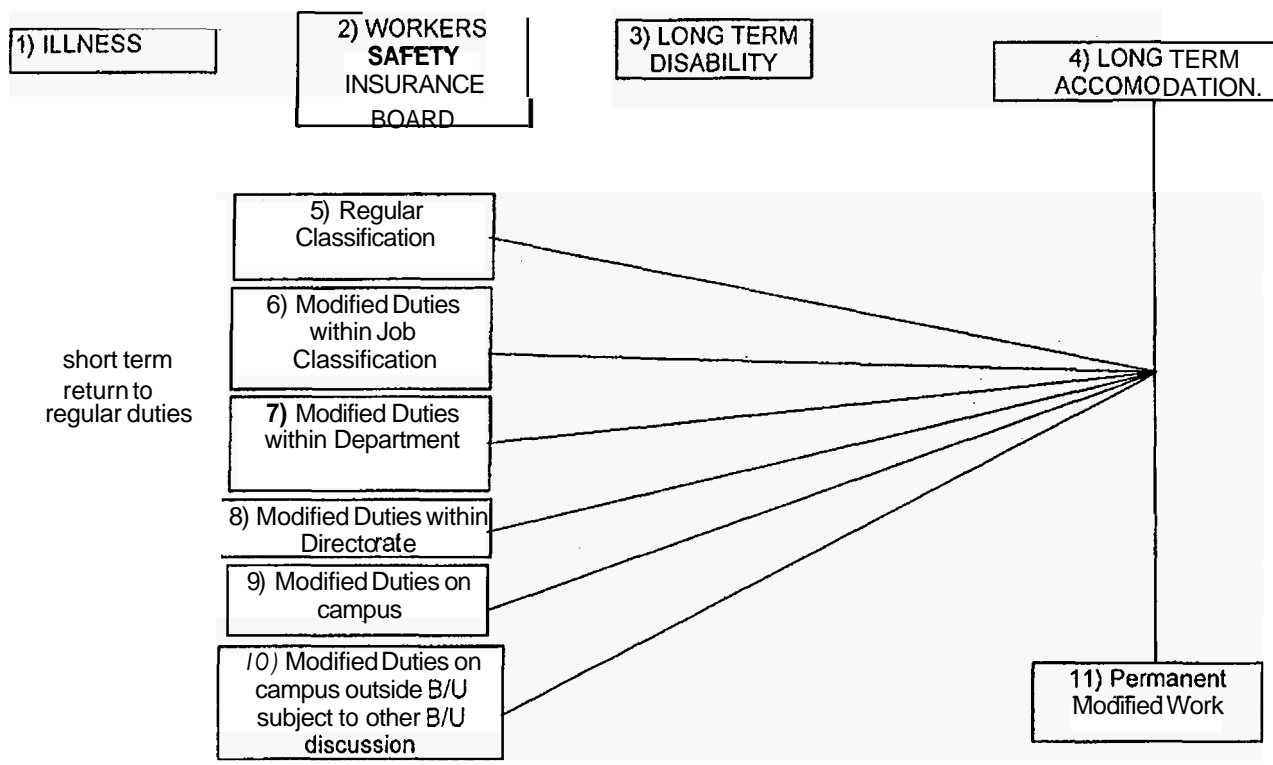 1) ILLNESS
2) WORKERS
SAFETY
INSURANCE
BOARD
3) LONG TERM
DISABILITY
4) LONG TERM
ACCOMODATION.
5) Regular
Classification
6) Modified Duties
within Job
Classification
short term
return to
regular duties
7) Modified Duties
within Department
8) Modified Duties within
Directorate
9) Modified Duties on
campus
10) Modified Duties on
campus outside B/U
subject to other B/U
discussion
11) Permanent
Modified Work